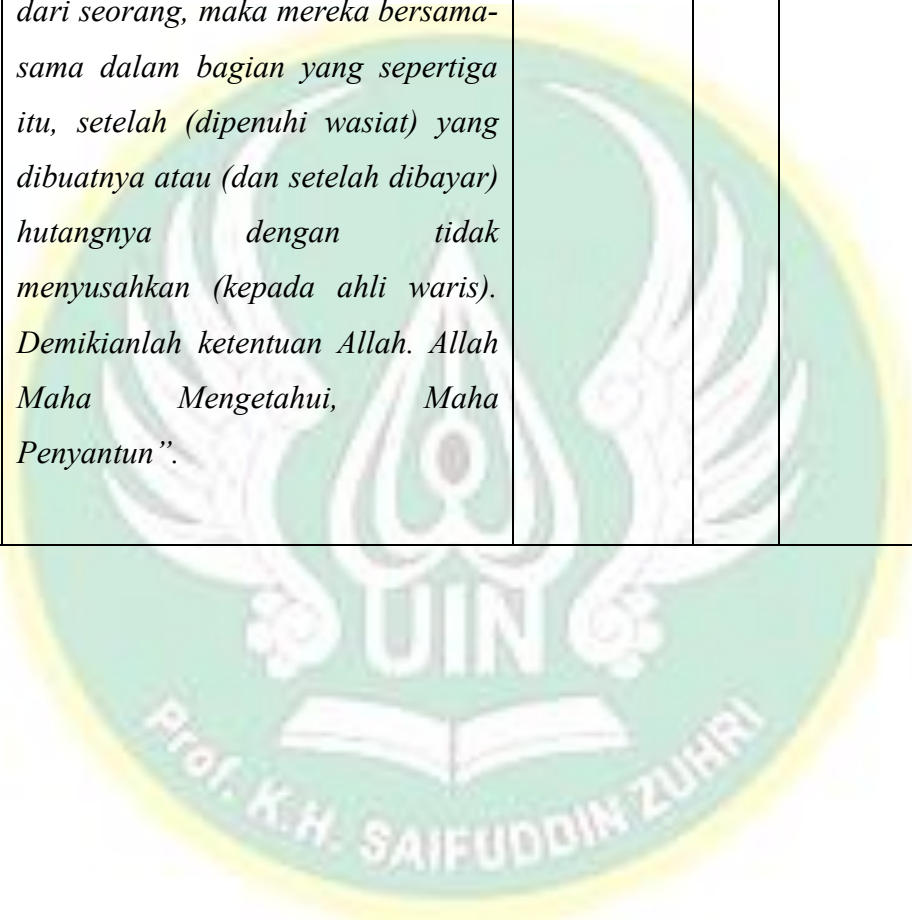 dari seorang, maka mereka bersama-
sama dalam bagian yang sepertiga
itu, setelah (dipenuhi wasiat) yang
dibuatnya atau (dan setelah dibayar)
hutangnya dengan tidak
menyusahkan (kepada ahli waris).
Demikianlah ketentuan Allah. Allah
Maha Mengetahui, Maha
Penyantun”.
UIN
Prof. K.H. SAIFUDDIN ZUHRI